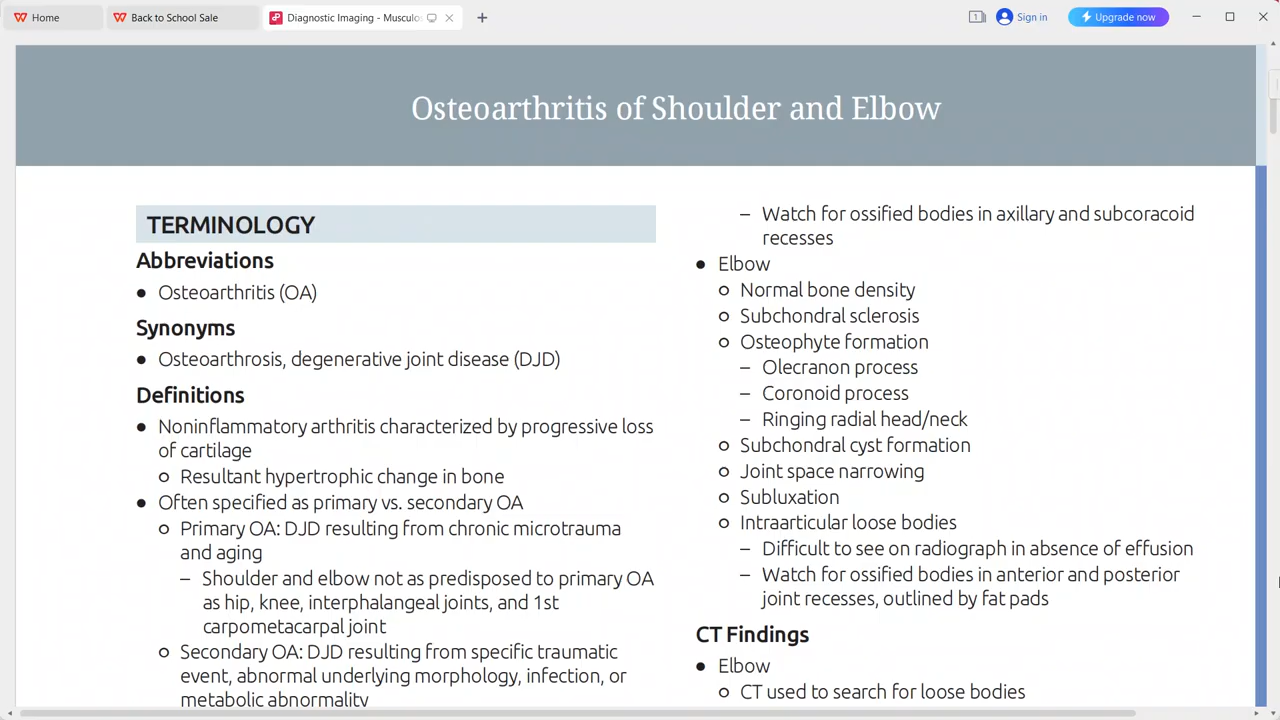 Home
Back to School Sale
Diagnostic Imaging - Musculo
1
Sign in
Upgrade now
Osteoarthritis of Shoulder and Elbow
TERMINOLOGY
Abbreviations
● Osteoarthritis (OA)
Synonyms
● Osteoarthrosis, degenerative joint disease (DJD)
Definitions
● Noninflammatory arthritis characterized by progressive loss
of cartilage
○ Resultant hypertrophic change in bone
● Often specified as primary vs. secondary OA
○ Primary OA: DJD resulting from chronic microtrauma
and aging
– Shoulder and elbow not as predisposed to primary OA
as hip, knee, interphalangeal joints, and 1st
carpometacarpal joint
○ Secondary OA: DJD resulting from specific traumatic
event, abnormal underlying morphology, infection, or
metabolic abnormality
– Watch for ossified bodies in axillary and subcoracoid
recesses
● Elbow
○ Normal bone density
○ Subchondral sclerosis
○ Osteophyte formation
– Olecranon process
– Coronoid process
– Ringing radial head/neck
○ Subchondral cyst formation
○ Joint space narrowing
○ Subluxation
○ Intraarticular loose bodies
– Difficult to see on radiograph in absence of effusion
– Watch for ossified bodies in anterior and posterior
joint recesses, outlined by fat pads
CT Findings
● Elbow
○ CT used to search for loose bodies